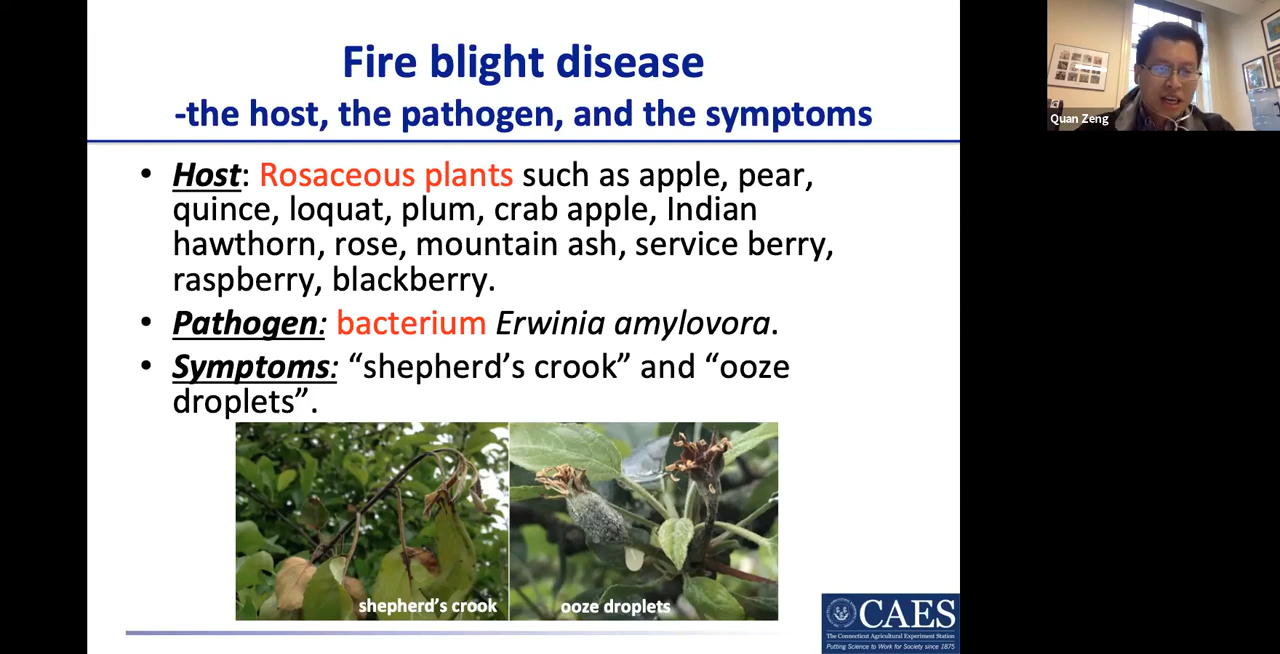 Fire blight disease
-the host, the pathogen, and the symptoms
• Host: Rosaceous plants such as apple, pear,
quince, loquat, plum, crab apple, Indian
hawthorn, rose, mountain ash, service berry,
raspberry, blackberry.
• Pathogen: bacterium Erwinia amylovora.
• Symptoms: “shepherd’s crook” and “ooze
droplets”.
shepherd’s crook
ooze droplets
CAES
The Connecticut Agricultural Experiment Station
Putting Science to Work for Society since 1875
Quan Zeng